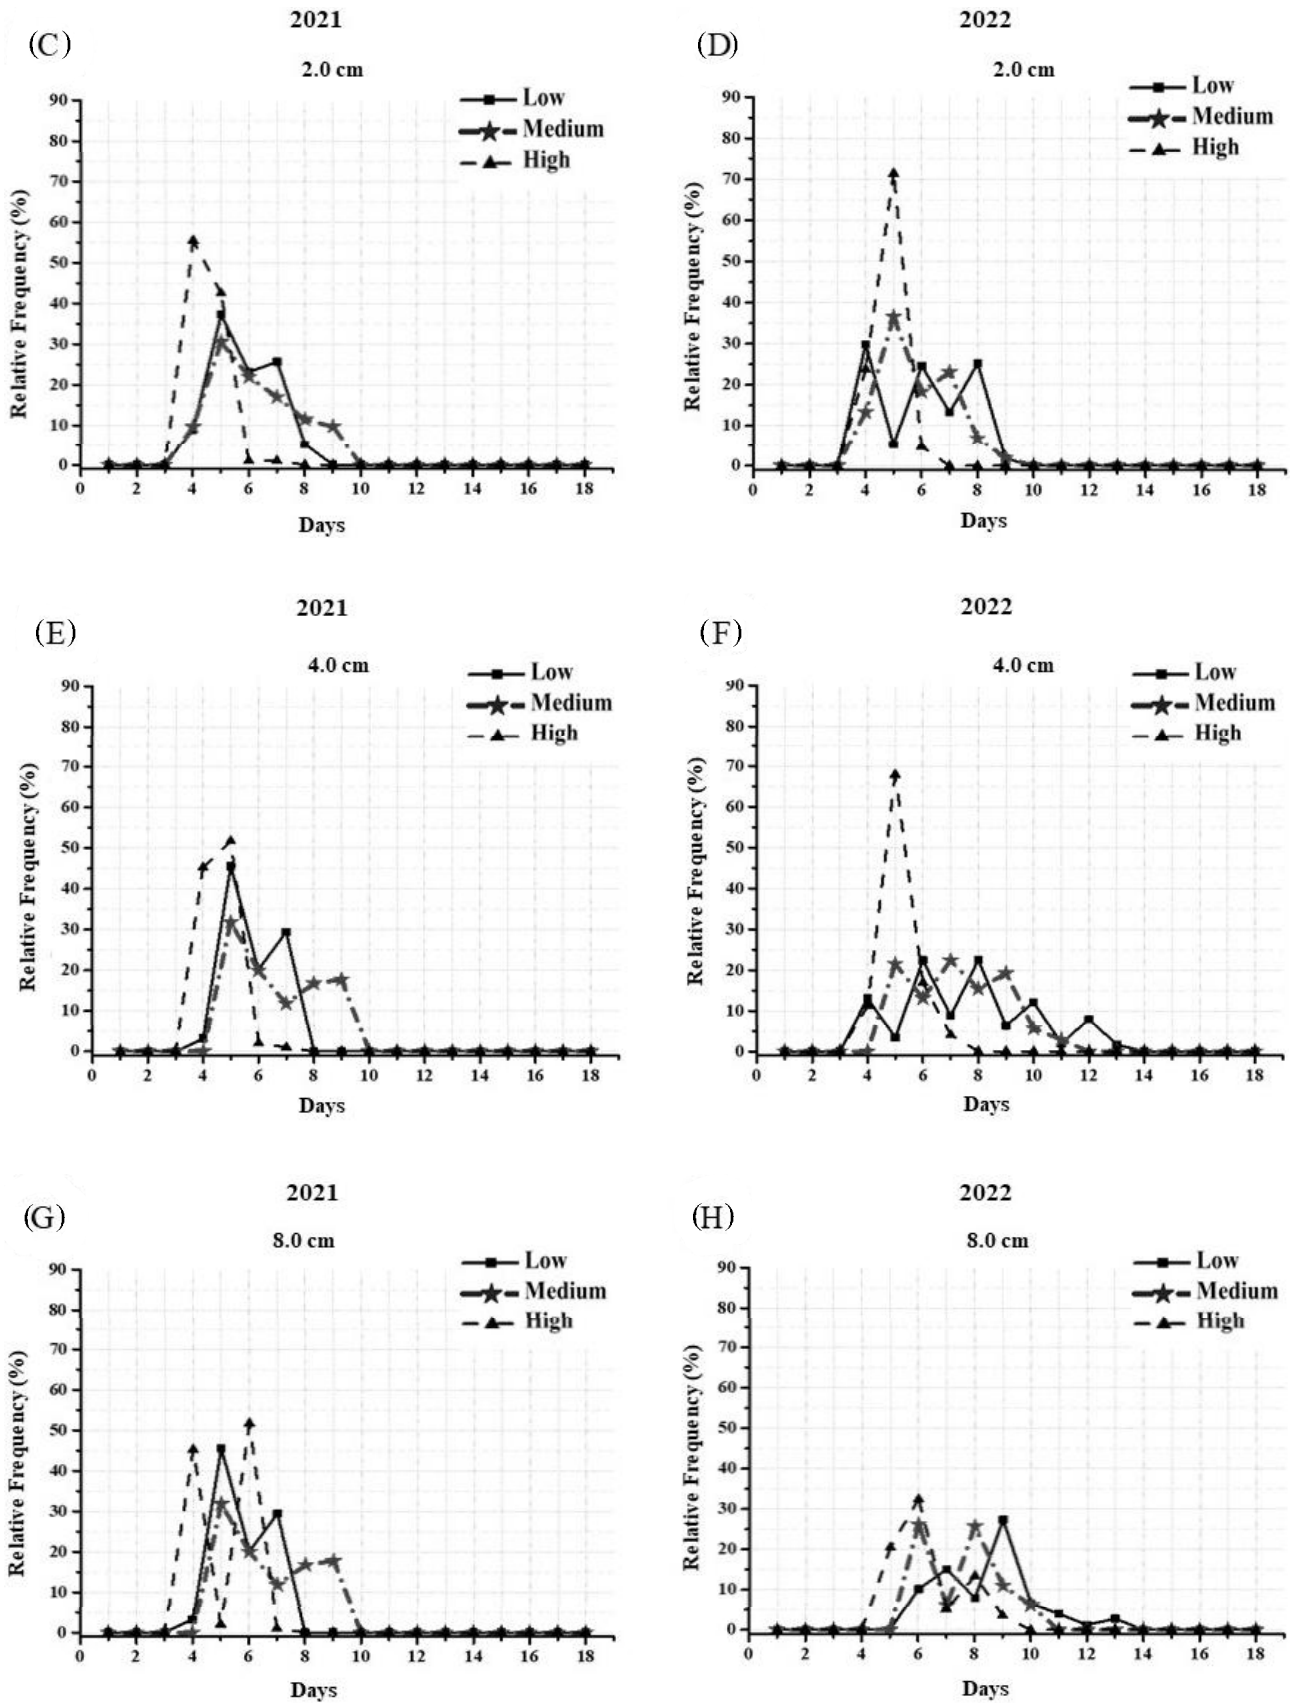 2021
(C)
2.0 cm
Low
Medium
High
90
80
70
60
50
40
30
20
10
0
Relative Frequency (%)
0 2 4 6 8 10 12 14 16 18
Days
2022
(D)
2.0 cm
Low
Medium
High
90
80
70
60
50
40
30
20
10
0
Relative Frequency (%)
0 2 4 6 8 10 12 14 16 18
Days
2021
(E)
4.0 cm
Low
Medium
High
90
80
70
60
50
40
30
20
10
0
Relative Frequency (%)
0 2 4 6 8 10 12 14 16 18
Days
2022
(F)
4.0 cm
Low
Medium
High
90
80
70
60
50
40
30
20
10
0
Relative Frequency (%)
0 2 4 6 8 10 12 14 16 18
Days
2021
(G)
8.0 cm
Low
Medium
High
90
80
70
60
50
40
30
20
10
0
Relative Frequency (%)
0 2 4 6 8 10 12 14 16 18
Days
2022
(H)
8.0 cm
Low
Medium
High
90
80
70
60
50
40
30
20
10
0
Relative Frequency (%)
0 2 4 6 8 10 12 14 16 18
Days